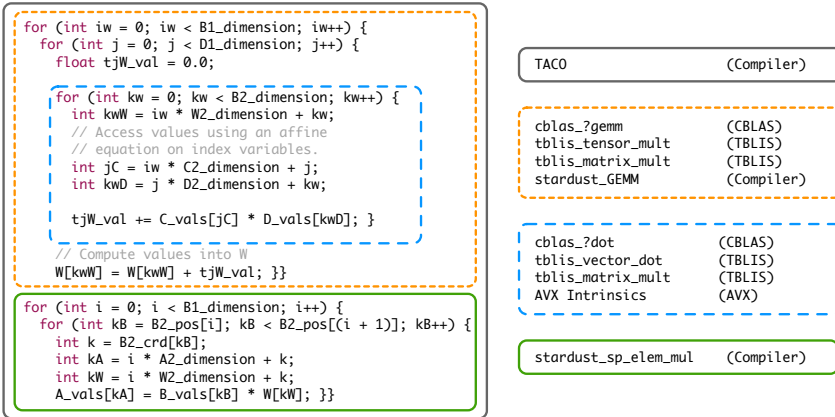 for (int iw = 0; iw < B1_dimension; iw++) {
for (int j = 0; j < D1_dimension; j++) {
float tjW_val = 0.0;
for (int kw = 0; kw < B2_dimension; kw++) {
int kwW = iw * W2_dimension + kw;
// Access values using an affine
// equation on index variables.
int jC = iw * C2_dimension + j;
int kwD = j * D2_dimension + kw;
tjW_val += C_vals[jC] * D_vals[kwD]; }
// Compute values into W
W[kwW] = W[kwW] + tjW_val; }}
for (int i = 0; i < B1_dimension; i++) {
for (int kB = B2_pos[i]; kB < B2_pos[(i + 1)]; kB++) {
int k = B2_crd[kB];
int kA = i * A2_dimension + k;
int kW = i * W2_dimension + k;
A_vals[kA] = B_vals[kB] * W[kW]; }}
TACO (Compiler)
cblas_?gemm (CBLAS)
tblis_tensor_mult (TBLIS)
tblis_matrix_mult (TBLIS)
stardust_GEMM (Compiler)
cblas_?dot (CBLAS)
tblis_vector_dot (TBLIS)
tblis_matrix_mult (TBLIS)
AVX Intrinsics (AVX)
stardust_sp_elem_mul (Compiler)